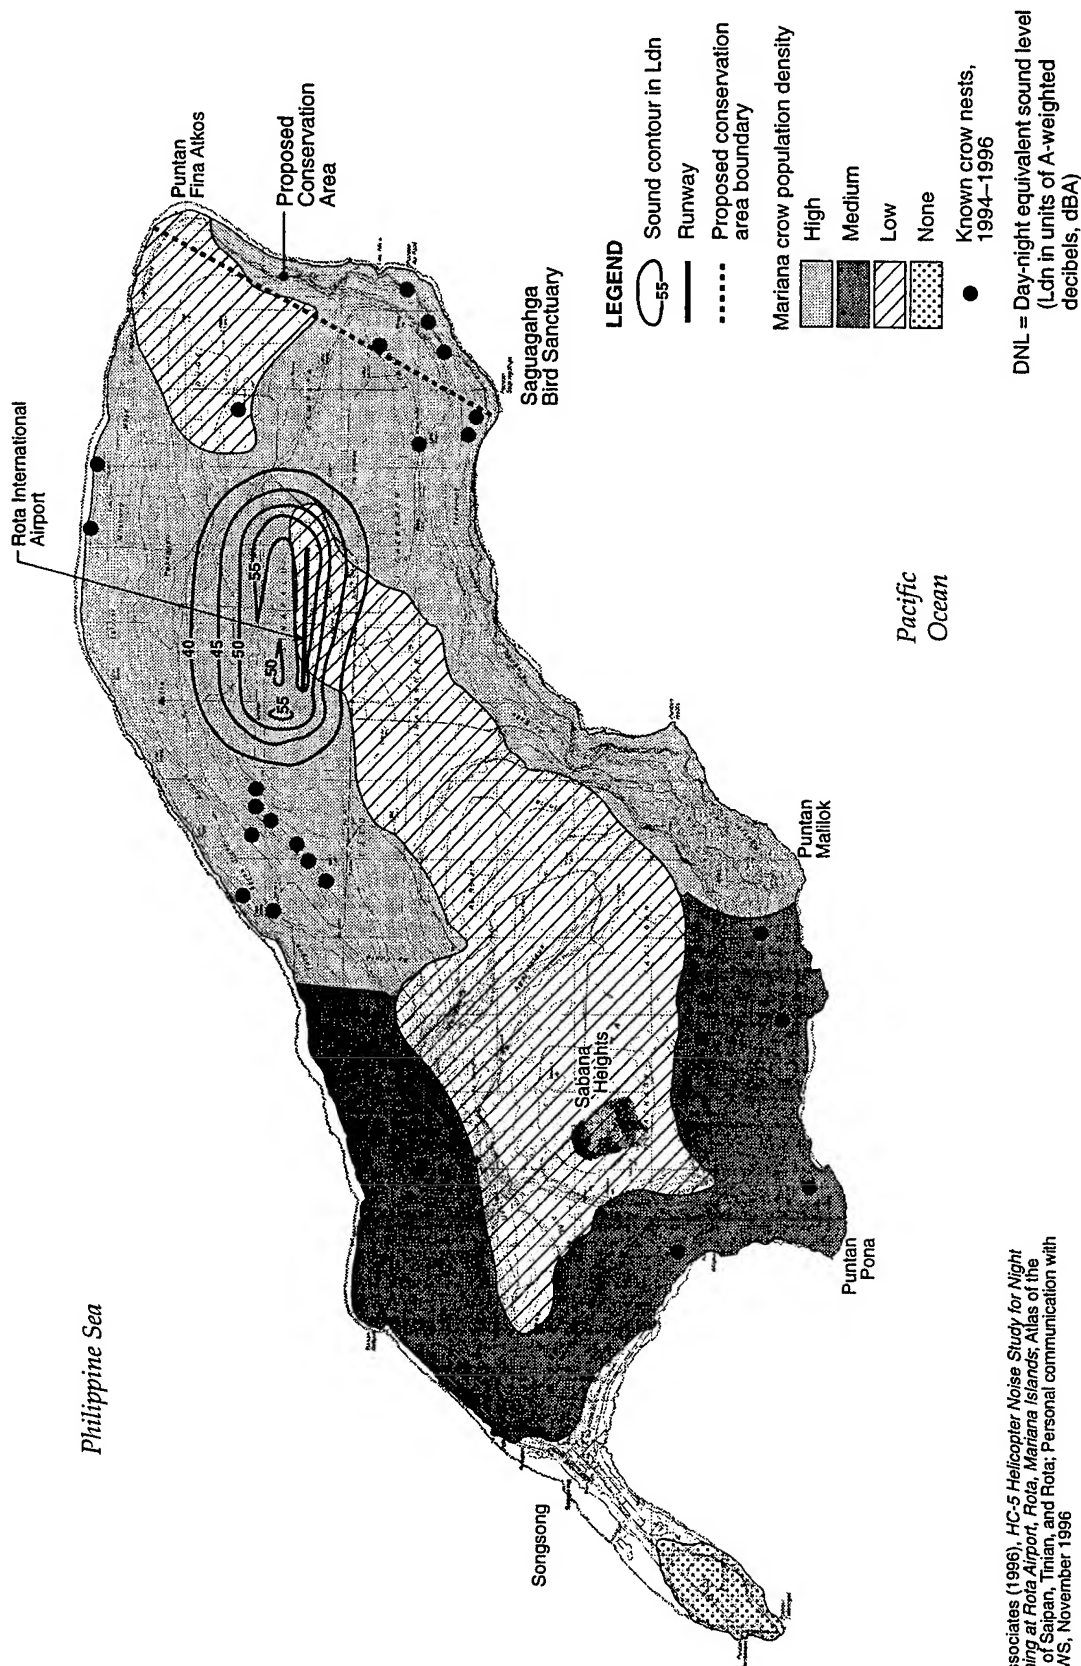 Philippine Sea
Rota International
Airport
Puntan
Fina Atkos
Proposed
Conservation
Area
Saguagahga
Bird Sanctuary
Pacific
Ocean
Puntan
Malilok
Sabana
Heights
Puntan
Pona
Songsong
40
45
50
55
50
55
LEGEND
55
Sound contour in Ldn
Runway
Proposed conservation
area boundary
Mariana crow population density
High
Medium
Low
None
Known crow nests,
1994–1996
DNL = Day-night equivalent sound level
(Ldn in units of A-weighted
decibels, dBA)
ssociates (1996), HC-5 Helicopter Noise Study for Night
ning at Rota Airport, Rota, Mariana Islands; Atlas of the
of Saipan, Tinian, and Rota; Personal communication with
WS, November 1996